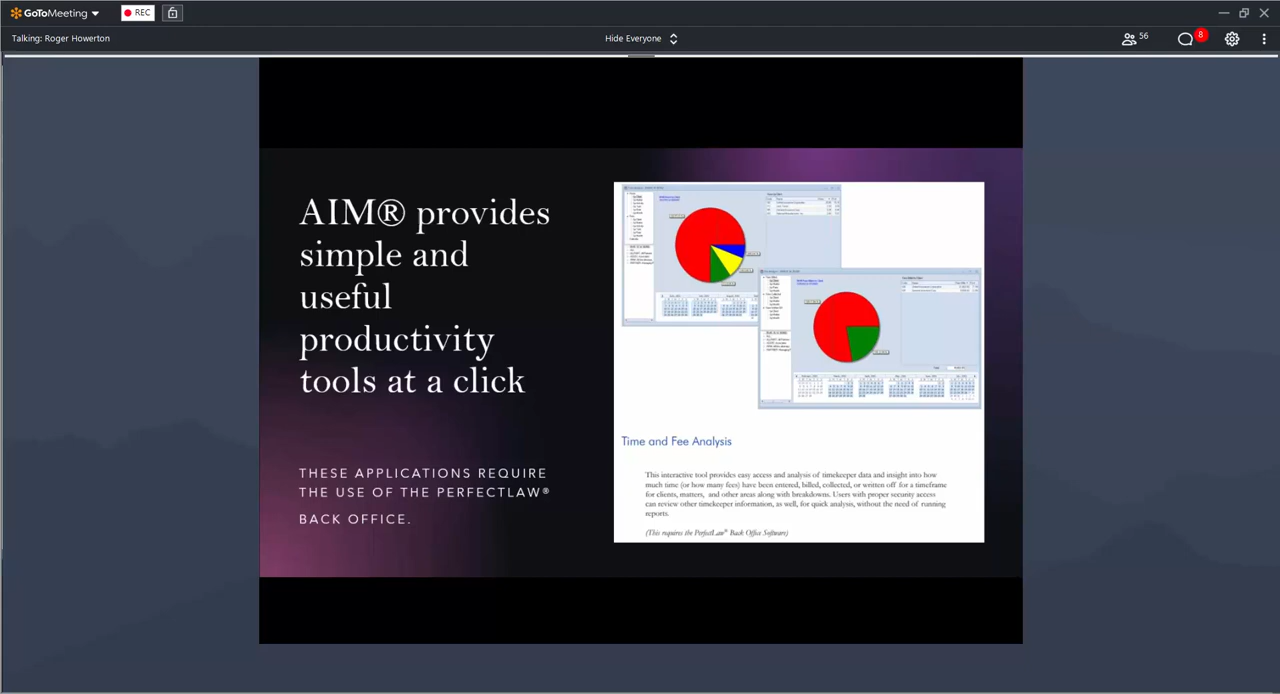 GoToMeeting
REC
Talking: Roger Howerton
Hide Everyone
56
8
AIM® provides
simple and
useful
productivity
tools at a click
THESE APPLICATIONS REQUIRE
THE USE OF THE PERFECTLAW®
BACK OFFICE.
Time and Fee Analysis
This interactive tool provides easy access and analysis of timekeeper data and insight into how
much time (or how many fees) have been entered, billed, collected, or written off for a timeframe
for clients, matters, and other areas along with breakdowns. Users with proper security access
can review other timekeeper information, as well, for quick analysis, without the need of running
reports.
(This requires the PerfectLaw® Back Office Software)